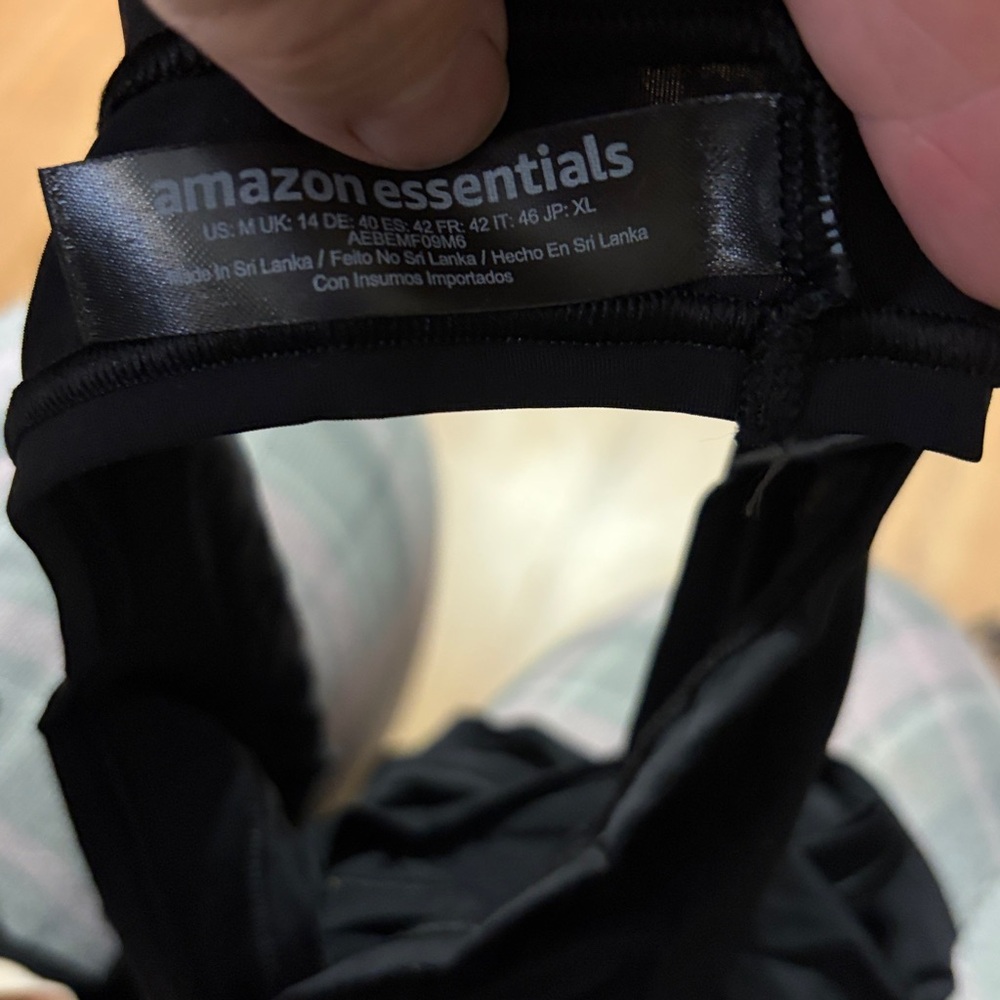 amazon essentials
US: M UK: 14 DE: 40 ES: 42 FR: 42 IT: 46 JP: XL
AEBEMF09M6
Made In Sri Lanka / Feito No Sri Lanka / Hecho En Sri Lanka
Con Insumos Importados